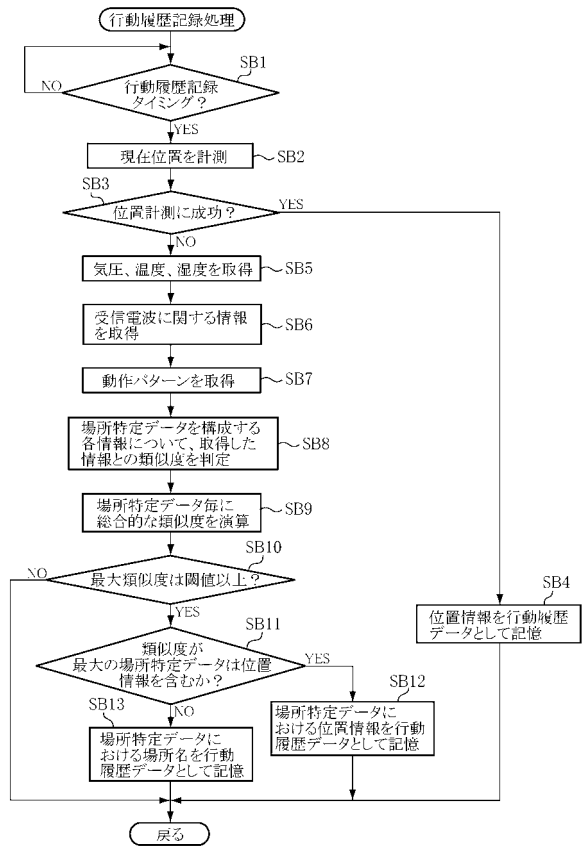 行動履歴記録処理
SB1
行動履歴記録
タイミング?
NO
YES
現在位置を計測
SB2
SB3
位置計測に成功?
YES
NO
気圧、温度、湿度を取得
SB5
受信電波に関する情報
を取得
SB6
動作パターンを取得
SB7
場所特定データを構成する
各情報について、取得した
情報との類似度を判定
SB8
場所特定データ毎に
総合的な類似度を演算
SB9
SB10
最大類似度は閾値以上?
NO
YES
SB4
位置情報を行動履歴
データとして記憶
SB11
類似度が
最大の場所特定データは位置
情報を含むか?
YES
NO
SB12
場所特定データに
おける位置情報を行動
履歴データとして記憶
SB13
場所特定データに
おける場所名を行動
履歴データとして記憶
戻る